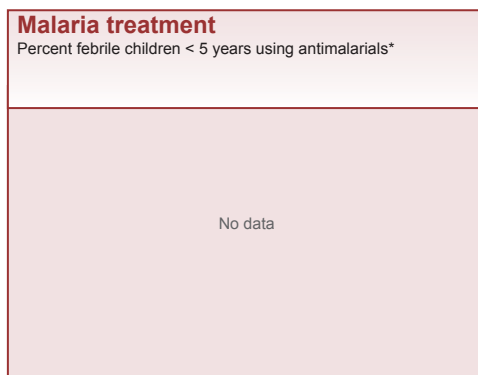 Malaria treatment
Percent febrile children < 5 years using antimalarials*
No data